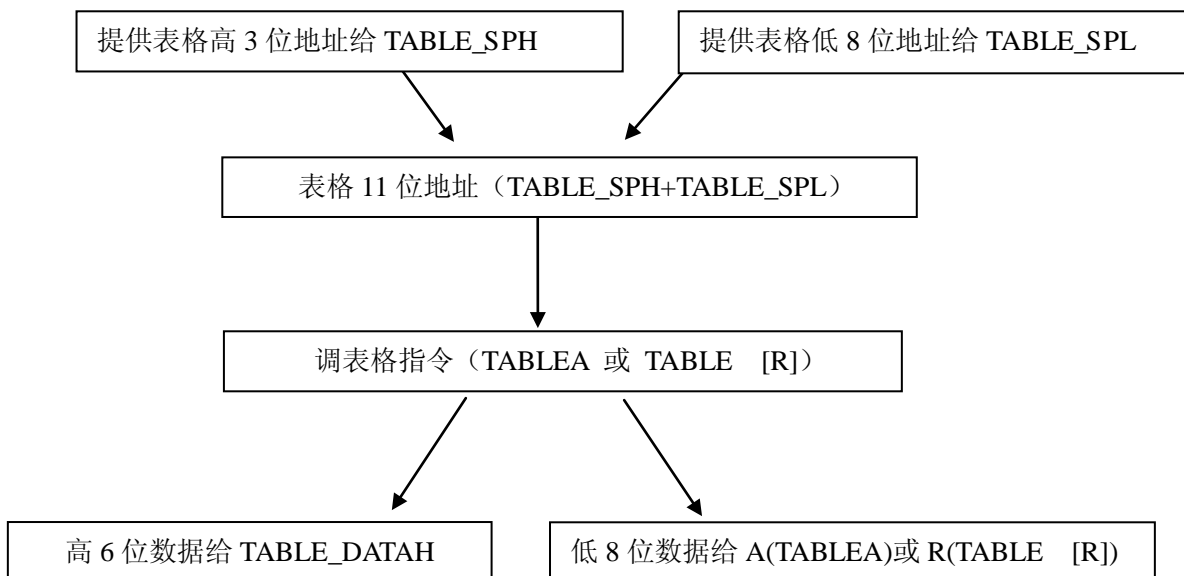 提供表格高 3 位地址给 TABLE_SPH
提供表格低 8 位地址给 TABLE_SPL
表格 11 位地址（TABLE_SPH+TABLE_SPL）
调表格指令（TABLEA 或 TABLE [R]）
高 6 位数据给 TABLE_DATAH
低 8 位数据给 A(TABLEA)或 R(TABLE [R])